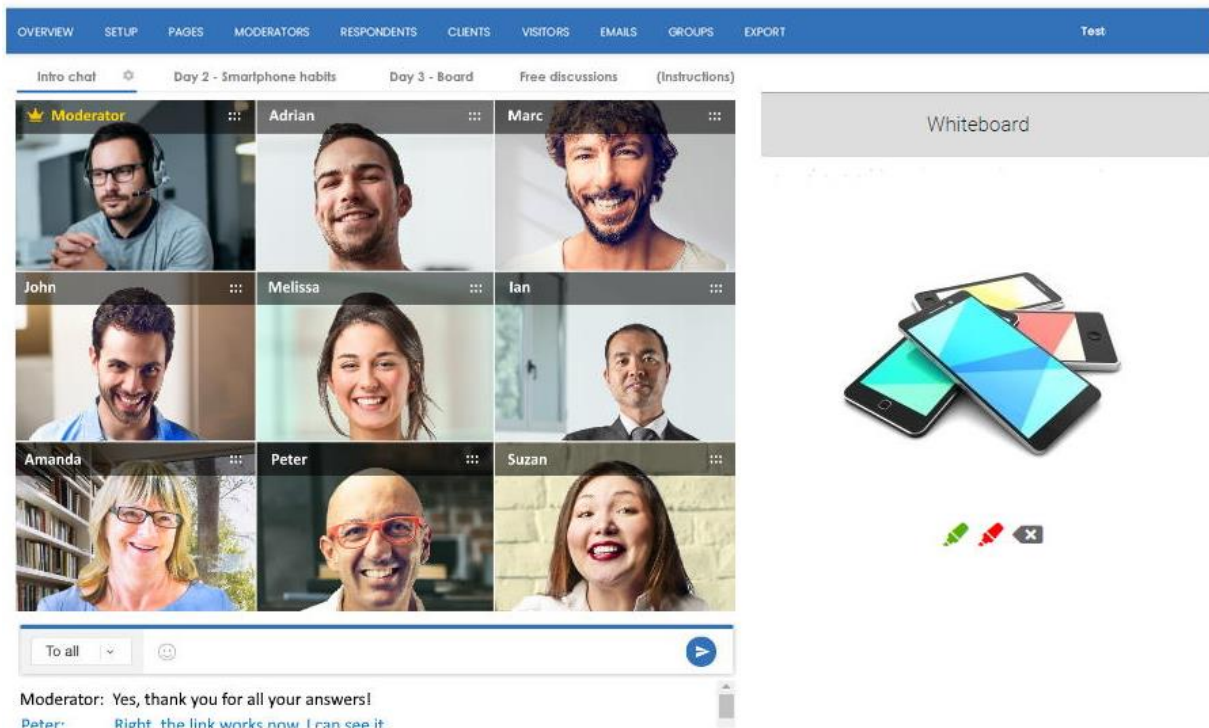 OVERVIEW SETUP PAGES MODERATORS RESPONDENTS CLIENTS VISITORS EMAILS GROUPS EXPORT Test
Intro chat Day 2 - Smartphone habits Day 3 - Board Free discussions (Instructions)
Whiteboard
Moderator Adrian Marc
John Melissa Ian
Amanda Peter Suzan
To all
Moderator: Yes, thank you for all your answers!
Peter: Right, the link works now, I can see it